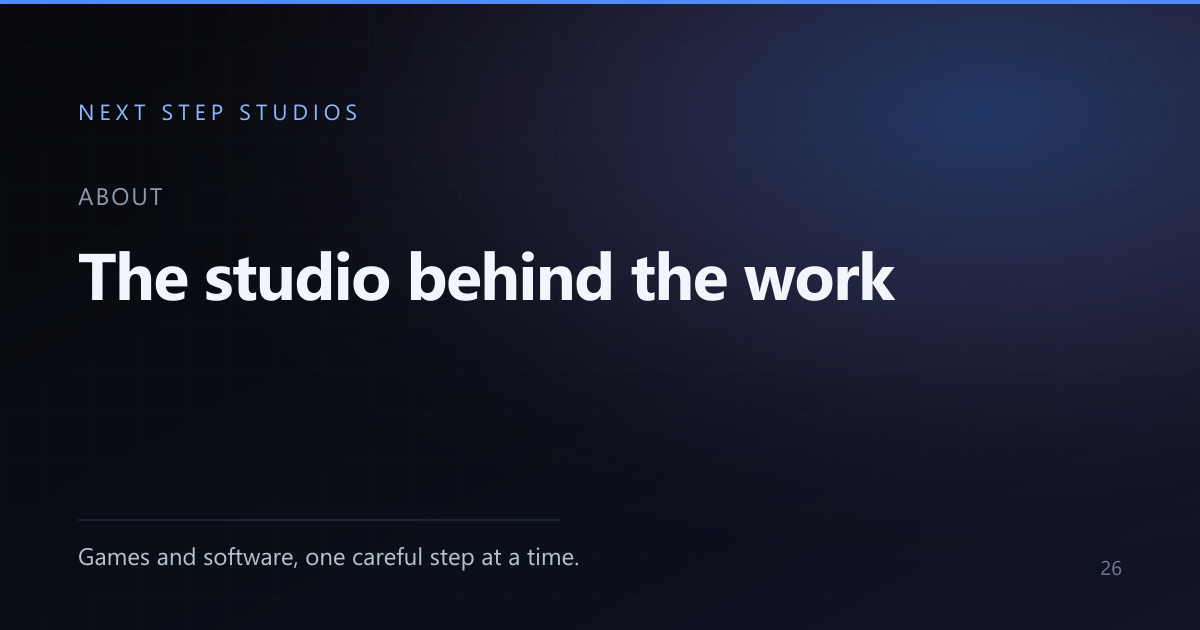 NEXT STEP STUDIOS
ABOUT
The studio behind the work
Games and software, one careful step at a time.
26